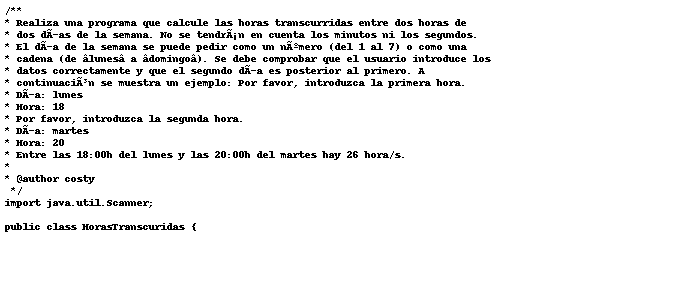 /**
* Realiza una programa que calcule las horas transcurridas entre dos horas de
* dos dÃ-as de la semana. No se tendrÃ¡n en cuenta los minutos ni los segundos.
* El dÃ-a de la semana se puede pedir como un nÃºmero (del 1 al 7) o como una
* cadena (de âlunesâ a âdomingoâ). Se debe comprobar que el usuario introduce los
* datos correctamente y que el segundo dÃ-a es posterior al primero. A
* continuaciÃ³n se muestra un ejemplo: Por favor, introduzca la primera hora.
* DÃ-a: lunes
* Hora: 18
* Por favor, introduzca la segunda hora.
* DÃ-a: martes
* Hora: 20
* Entre las 18:00h del lunes y las 20:00h del martes hay 26 hora/s.
*
* @author costy
*/
import java.util.Scanner;
public class HorasTranscuridas {